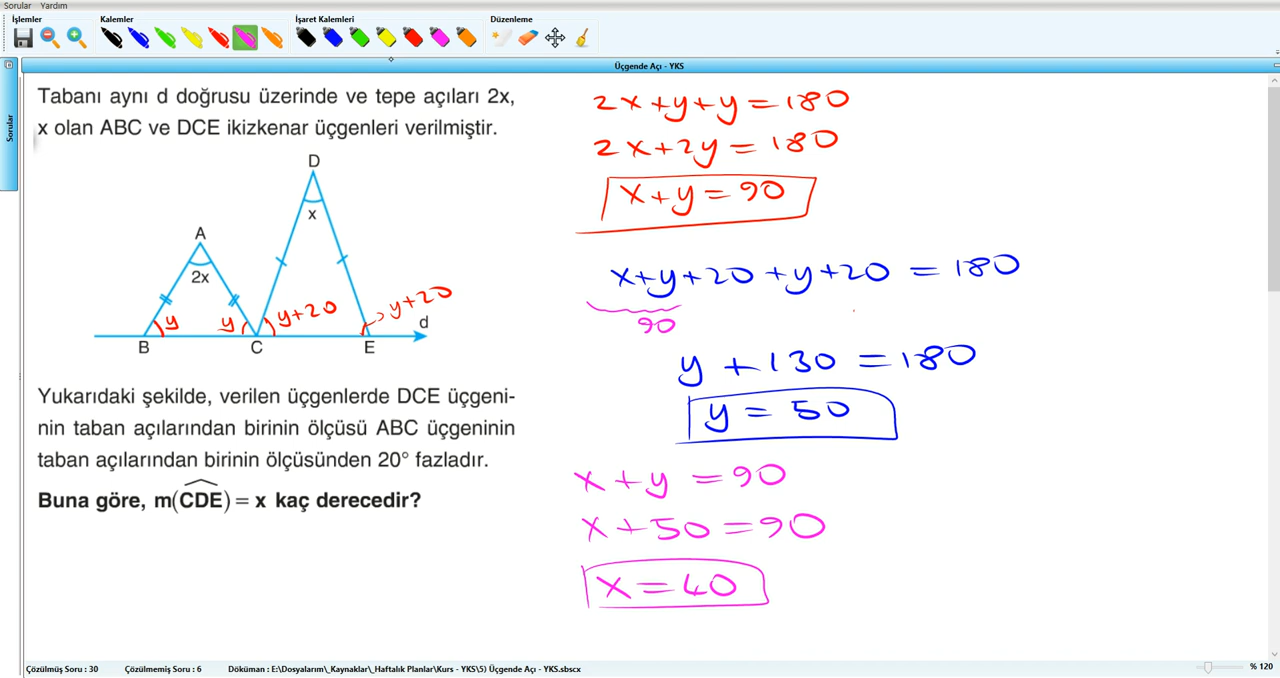 Sorular Yardım
İşlemler Kalemler İşaret Kalemleri Düzenleme
Üçgende Açı - YKS
Sorular
Tabanı aynı d doğrusu üzerinde ve tepe açıları 2x,
x olan ABC ve DCE ikizkenar üçgenleri verilmiştir.
D
x
A
2x
y y y+20 y+20
d
B C E
Yukarıdaki şekilde, verilen üçgenlerde DCE üçgeni-
nin taban açılarından birinin ölçüsü ABC üçgeninin
taban açılarından birinin ölçüsünden 20° fazladır.
Buna göre, m(CDE) = x kaç derecedir?
2x+y+y=180
2x+2y=180
x+y=90
x+y+20+y+20=180
90
y+130=180
y=50
x+y=90
x+50=90
x=40
Çözülmüş Soru : 30 Çözülmemiş Soru : 6 Döküman : E:\Dosyalarım\_Kaynaklar\_Haftalık Planlar\Kurs - YKS\5) Üçgende Açı - YKS.sbscx % 120